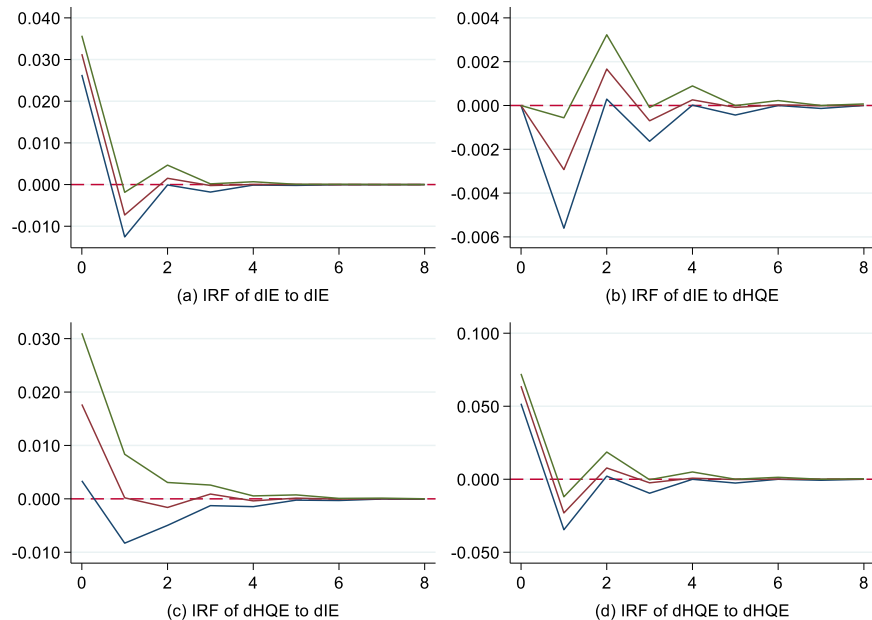 0.040
0.030
0.020
0.010
0.000
-0.010
0 2 4 6 8
(a) IRF of dIE to dIE
0.004
0.002
0.000
-0.002
-0.004
-0.006
0 2 4 6 8
(b) IRF of dIE to dHQE
0.030
0.020
0.010
0.000
-0.010
0 2 4 6 8
(c) IRF of dHQE to dIE
0.100
0.050
0.000
-0.050
0 2 4 6 8
(d) IRF of dHQE to dHQE